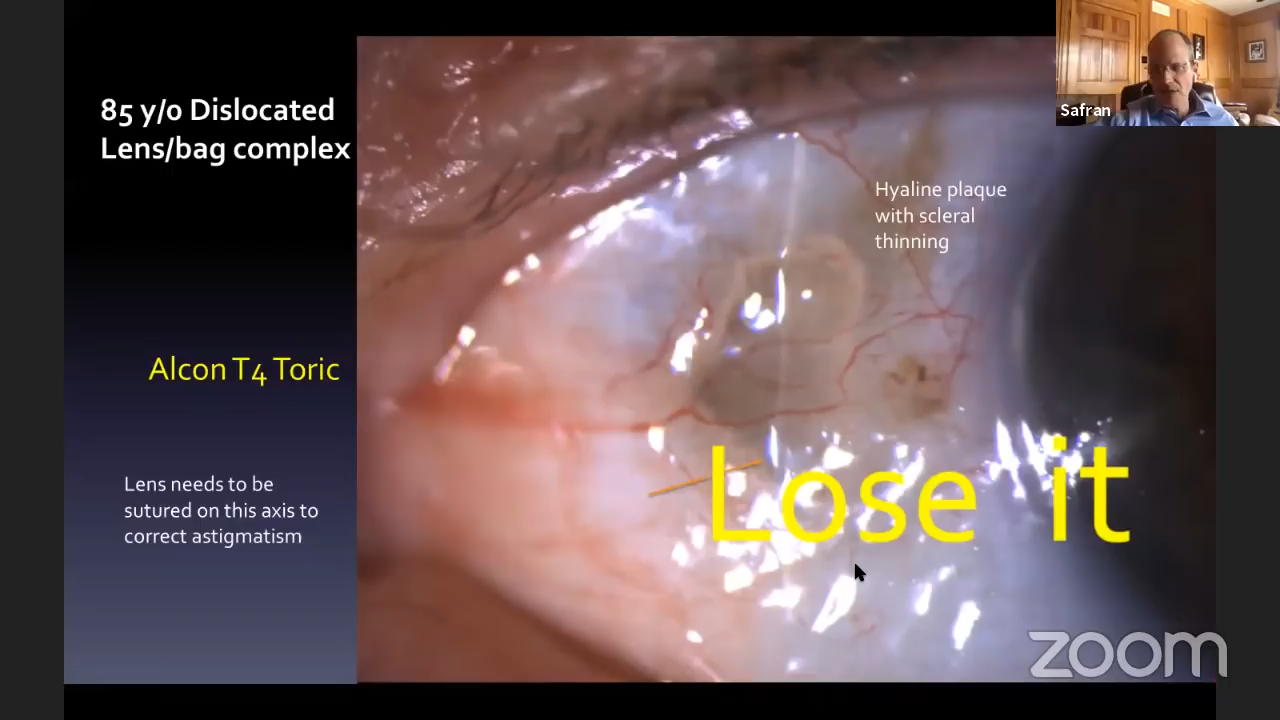 85 y/o Dislocated
Lens/bag complex
Alcon T4 Toric
Lens needs to be
sutured on this axis to
correct astigmatism
Hyaline plaque
with scleral
thinning
Lose it
Safran
zoom